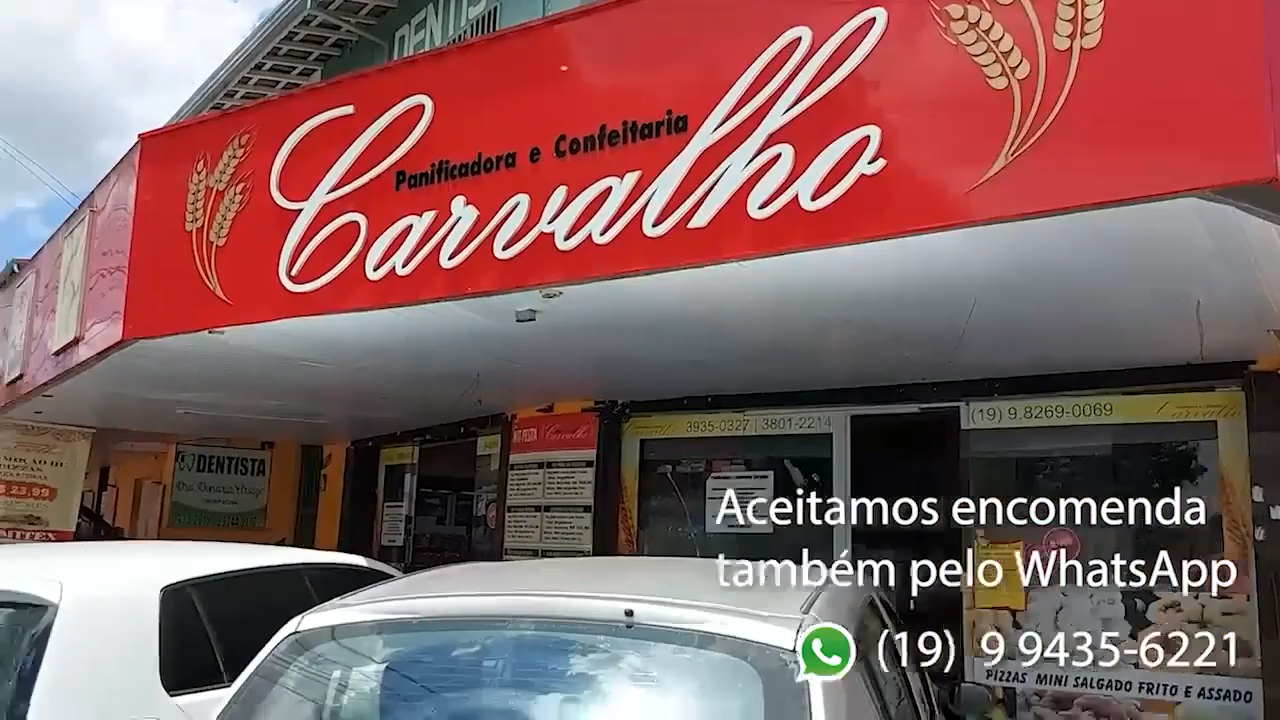 DENTIS
Panificadora e Confeitaria
Carvalho
(19) 9.8269-0069
3935-0327 | 3801-2214
Carvalho
DENTISTA
23,99
Aceitamos encomenda
também pelo WhatsApp
(19) 9 9435-6221
PIZZAS MINI SALGADO FRITO E ASSADO